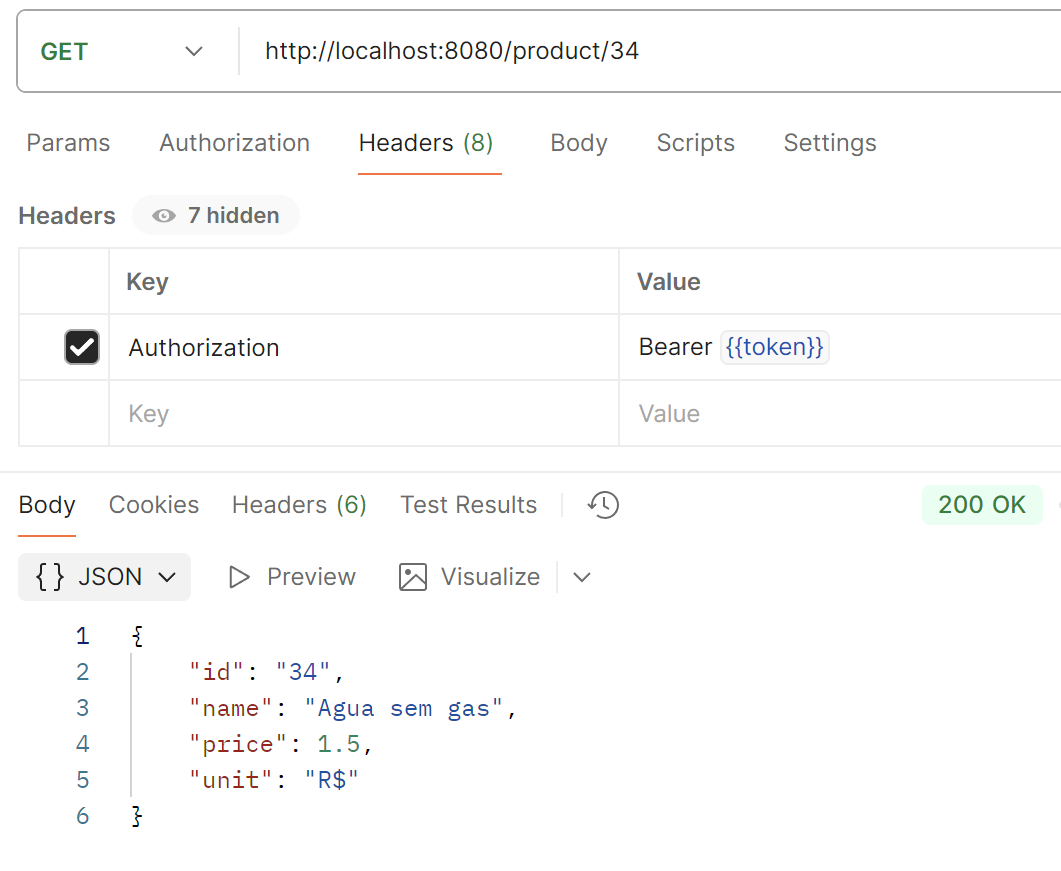 GET http://localhost:8080/product/34
Params Authorization Headers (8) Body Scripts Settings
Headers 7 hidden
Key Value
Authorization Bearer {{token}}
Key Value
Body Cookies Headers (6) Test Results 200 OK
{ } JSON Preview Visualize
1 {
2 "id": "34",
3 "name": "Agua sem gas",
4 "price": 1.5,
5 "unit": "R$"
6 }